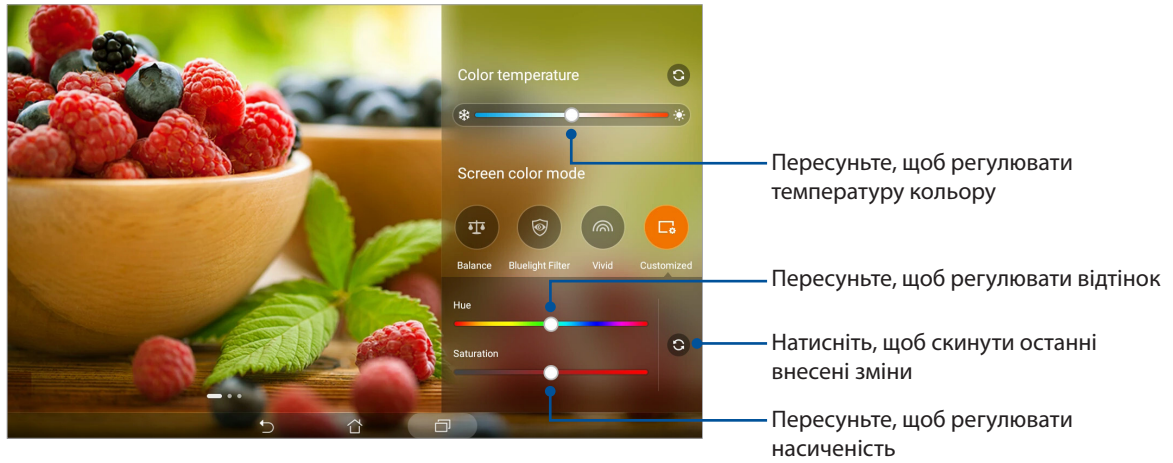 Color temperature
Пересуньте, щоб регулювати
температуру кольору
Screen color mode
Balance
Bluelight Filter
Vivid
Customized
Пересуньте, щоб регулювати відтінок
Hue
Натисніть, щоб скинути останні
внесені зміни
Saturation
Пересуньте, щоб регулювати
насиченість